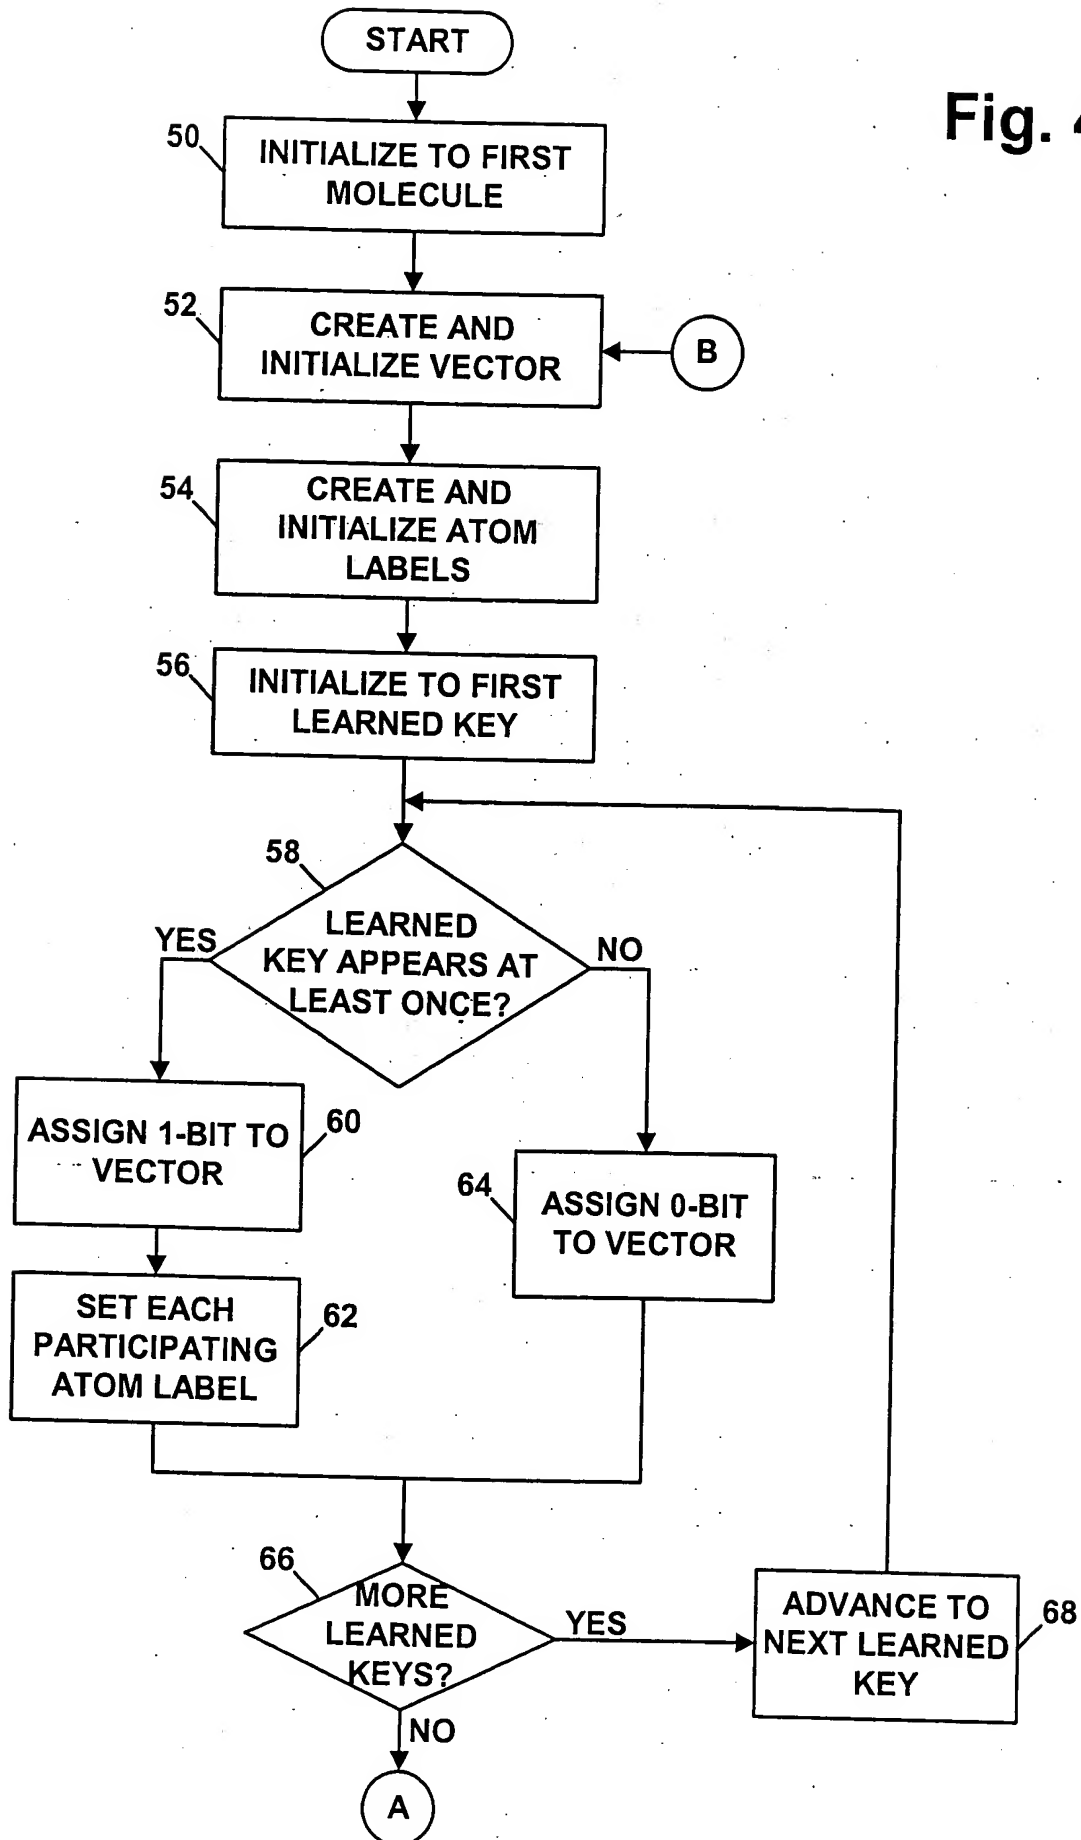 START
Fig.
50
INITIALIZE TO FIRST
MOLECULE
52
CREATE AND
INITIALIZE VECTOR
B
54
CREATE AND
INITIALIZE ATOM
LABELS
56
INITIALIZE TO FIRST
LEARNED KEY
58
LEARNED
KEY APPEARS AT
LEAST ONCE?
YES
NO
ASSIGN 1-BIT TO
VECTOR
60
64
ASSIGN 0-BIT
TO VECTOR
SET EACH
PARTICIPATING
ATOM LABEL
62
66
MORE
LEARNED
KEYS?
YES
ADVANCE TO
NEXT LEARNED
KEY
68
NO
A